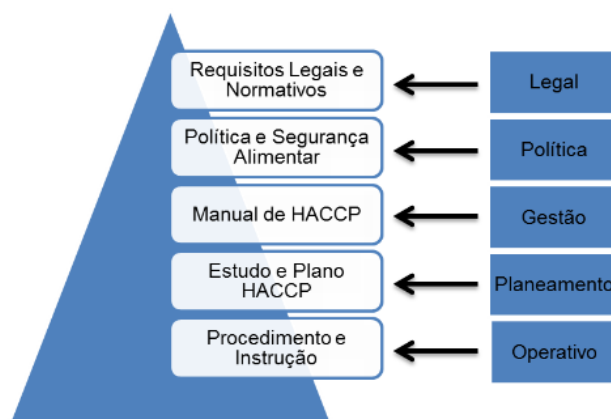 Requisitos Legais e
Normativos
Legal
Política e Segurança
Alimentar
Política
Manual de HACCP
Gestão
Estudo e Plano
HACCP
Planeamento
Procedimento e
Instrução
Operativo